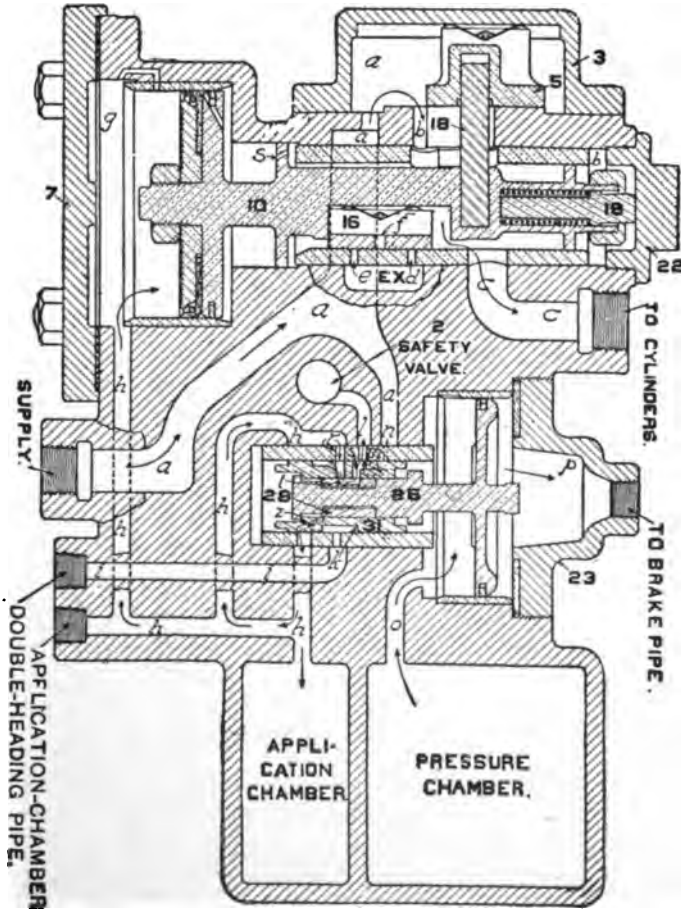 a
3
5
g
18
b
a
b
S
7
10
18
16
f
22
e EX d
a
c
c
2
SAFETY
VALVE.
TO CYLINDERS.
h
a
SUPPLY.
h
l
n
a
p
28
26
31
h
h
TO BRAKE PIPE.
23
l
h
h
o
DOUBLE-HEADING PIPE.
APPLICATION-CHAMBER
APPLI-
CATION
CHAMBER
PRESSURE
CHAMBER.